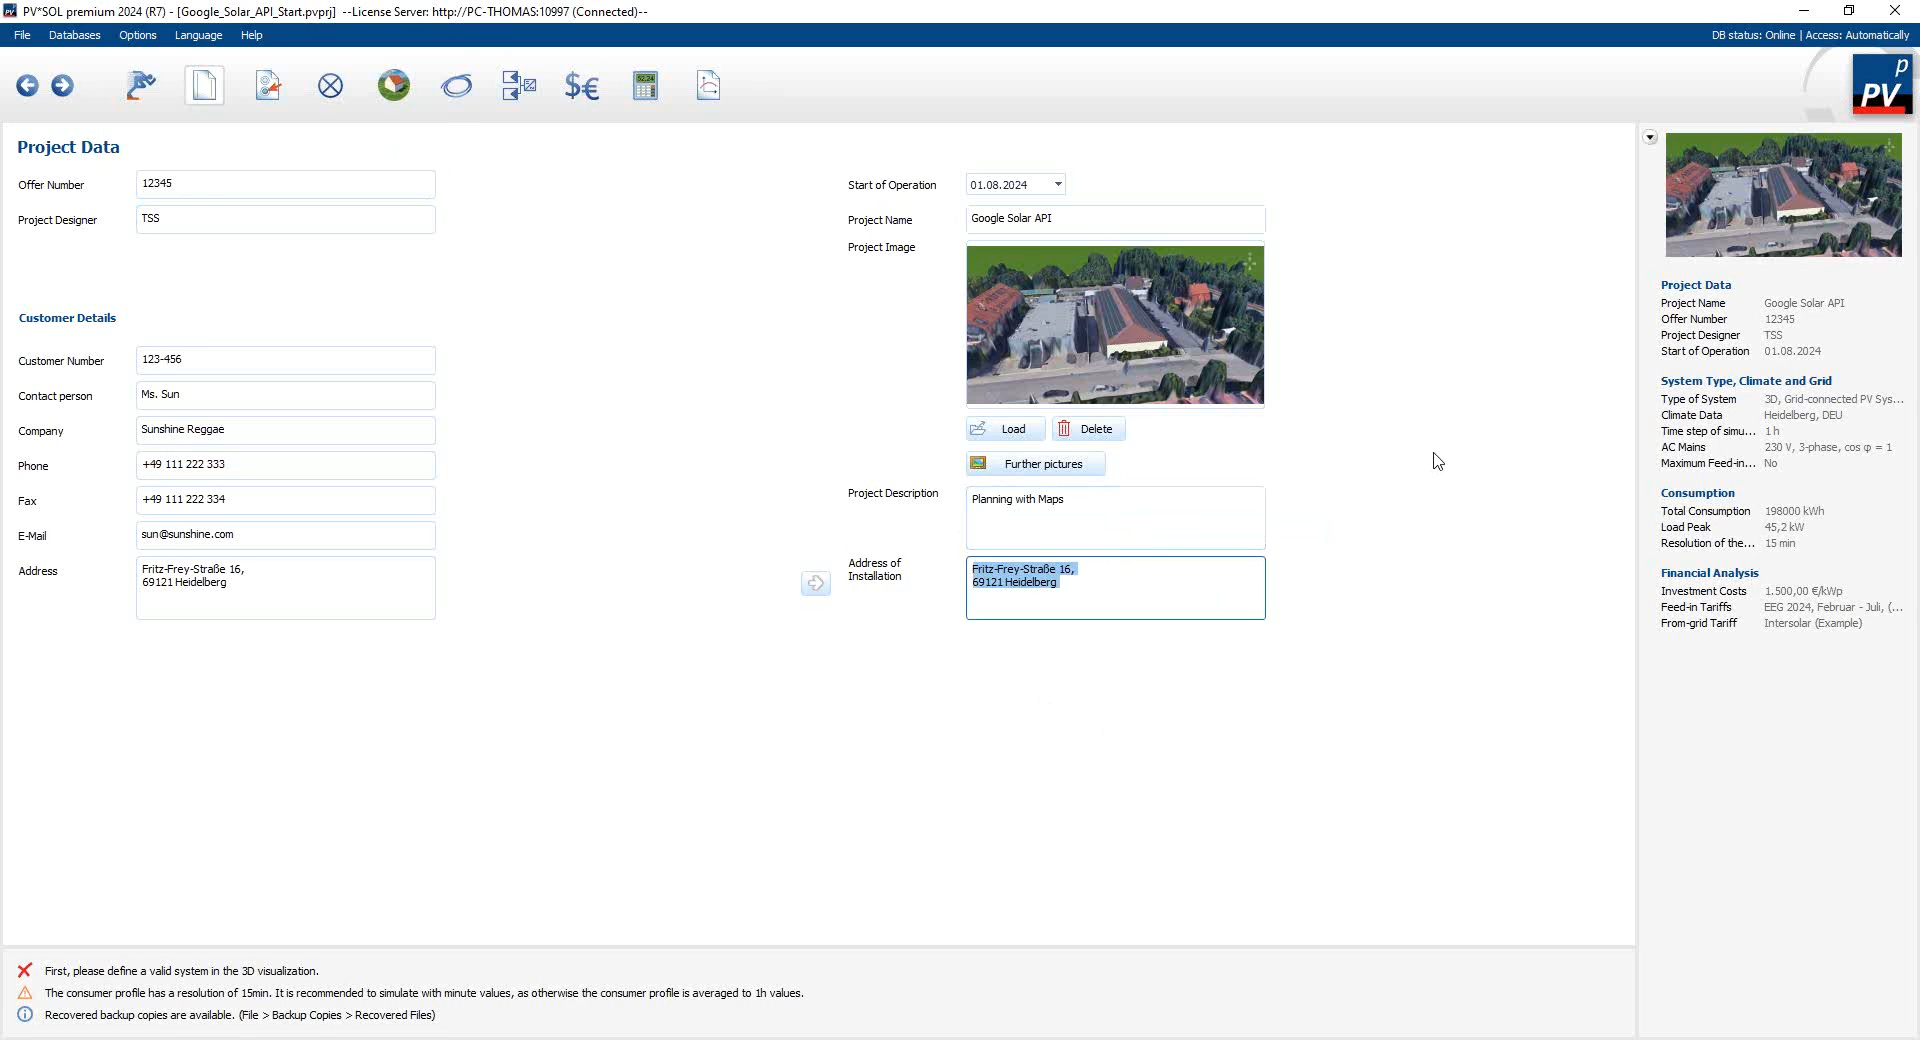 PV*SOL premium 2024 (R7) - [Google_Solar_API_Start.pvprj]  --License Server: http://PC-THOMAS:10997 (Connected)--
File Databases Options Language Help
DB status: Online | Access: Automatically
$€
52,24
p
PV
Project Data
Offer Number 12345
Project Designer TSS
Customer Details
Customer Number 123-456
Contact person Ms. Sun
Company Sunshine Reggae
Phone +49 111 222 333
Fax +49 111 222 334
E-Mail sun@sunshine.com
Address Fritz-Frey-Straße 16,
69121 Heidelberg
Start of Operation 01.08.2024
Project Name Google Solar API
Project Image
Load Delete
Further pictures
Project Description Planning with Maps
Address of
Installation
Fritz-Frey-Straße 16,
69121 Heidelberg
Project Data
Project Name Google Solar API
Offer Number 12345
Project Designer TSS
Start of Operation 01.08.2024
System Type, Climate and Grid
Type of System 3D, Grid-connected PV Sys...
Climate Data Heidelberg, DEU
Time step of simu... 1 h
AC Mains 230 V, 3-phase, cos φ = 1
Maximum Feed-in... No
Consumption
Total Consumption 198000 kWh
Load Peak 45,2 kW
Resolution of the... 15 min
Financial Analysis
Investment Costs 1.500,00 €/kWp
Feed-in Tariffs EEG 2024, Februar - Juli, (...
From-grid Tariff Intersolar (Example)
First, please define a valid system in the 3D visualization.
The consumer profile has a resolution of 15min. It is recommended to simulate with minute values, as otherwise the consumer profile is averaged to 1h values.
Recovered backup copies are available. (File > Backup Copies > Recovered Files)